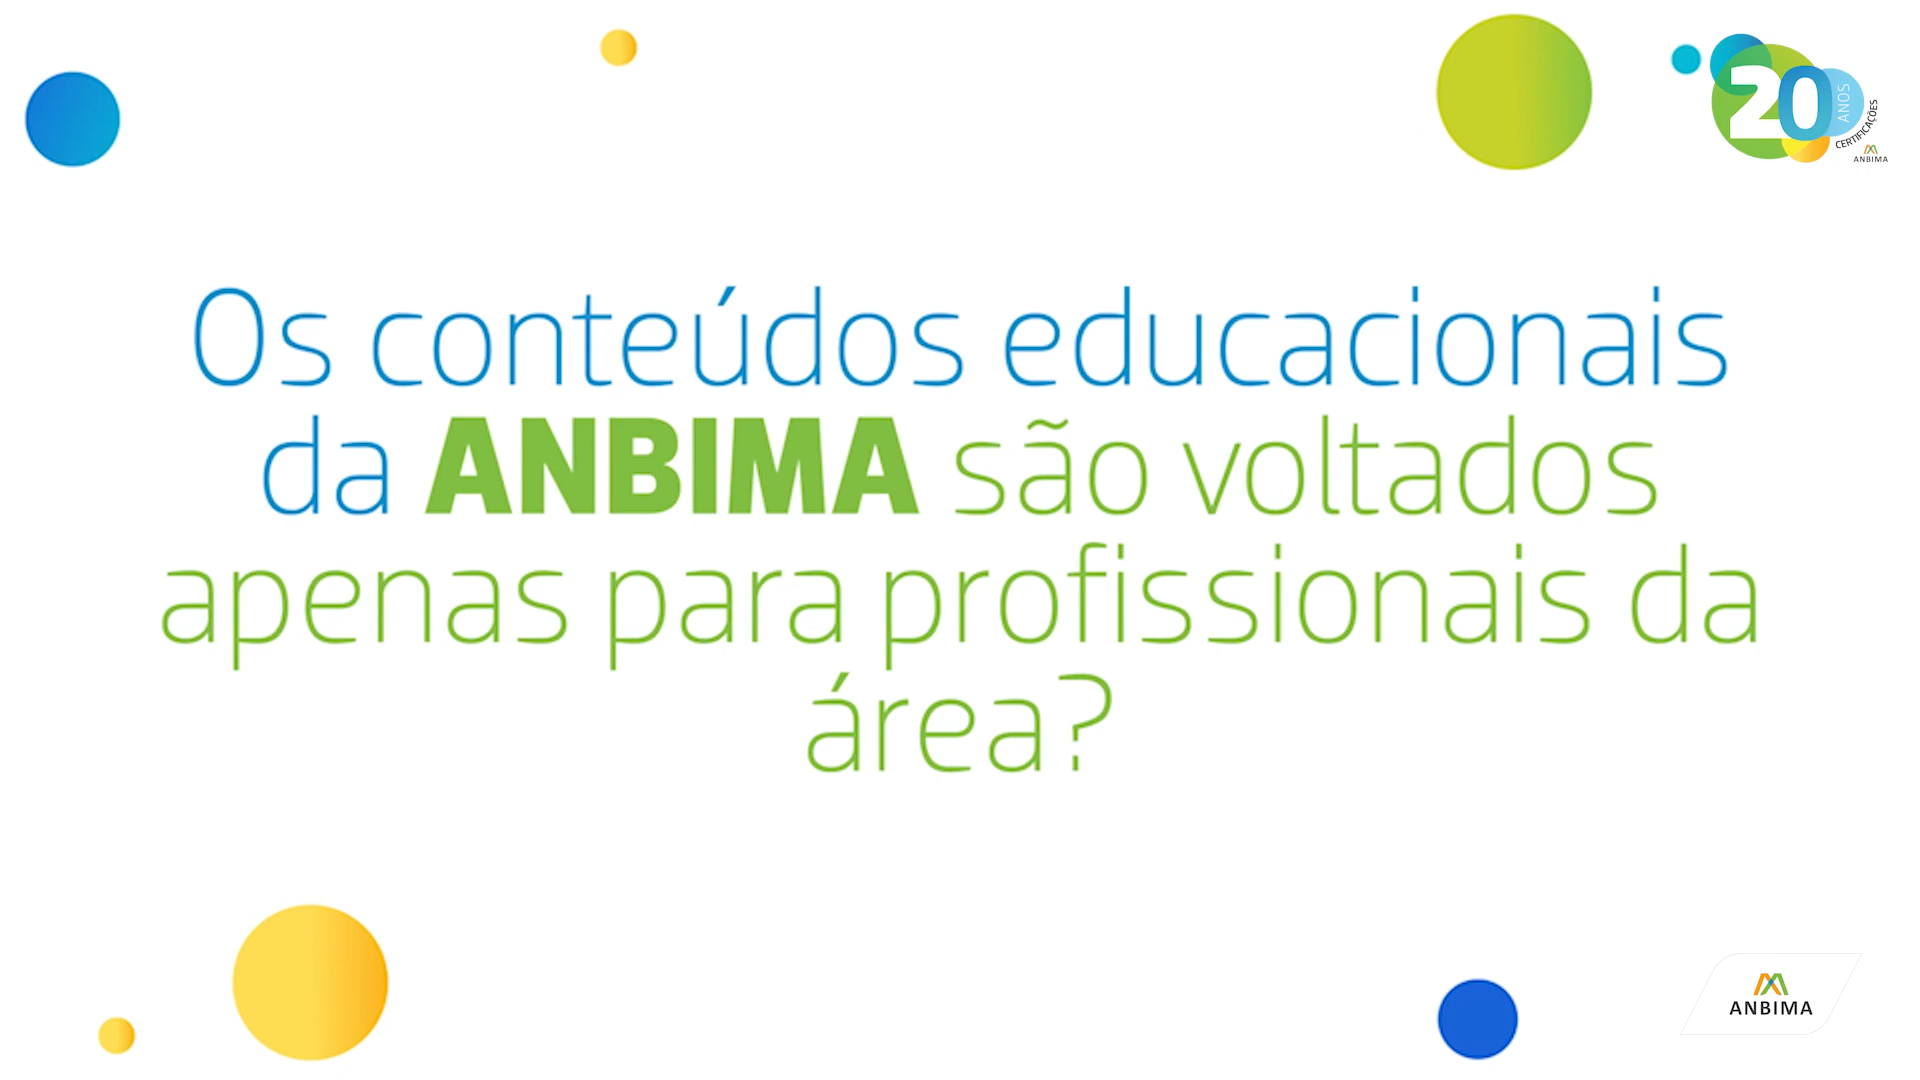 20 ANOS
CERTIFICAÇÕES
ANBIMA
Os conteúdos educacionais
da ANBIMA são voltados
apenas para profissionais da
área?
ANBIMA